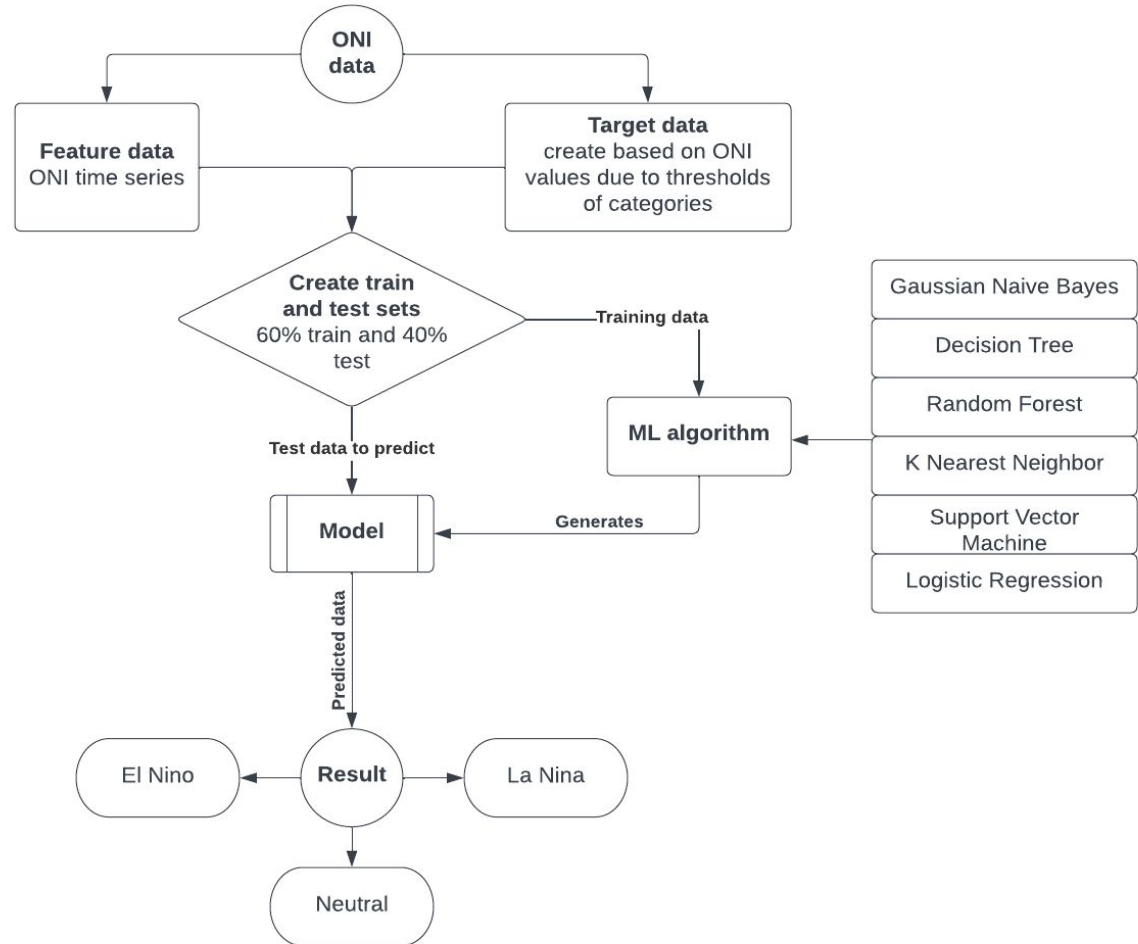 ONI
data
Feature data
ONI time series
Target data
create based on ONI
values due to thresholds
of categories
Create train
and test sets
60% train and 40%
test
Training data
Gaussian Naive Bayes
Decision Tree
Random Forest
K Nearest Neighbor
Support Vector
Machine
Logistic Regression
ML algorithm
Test data to predict
Generates
Model
Predicted data
Result
El Nino
La Nina
Neutral